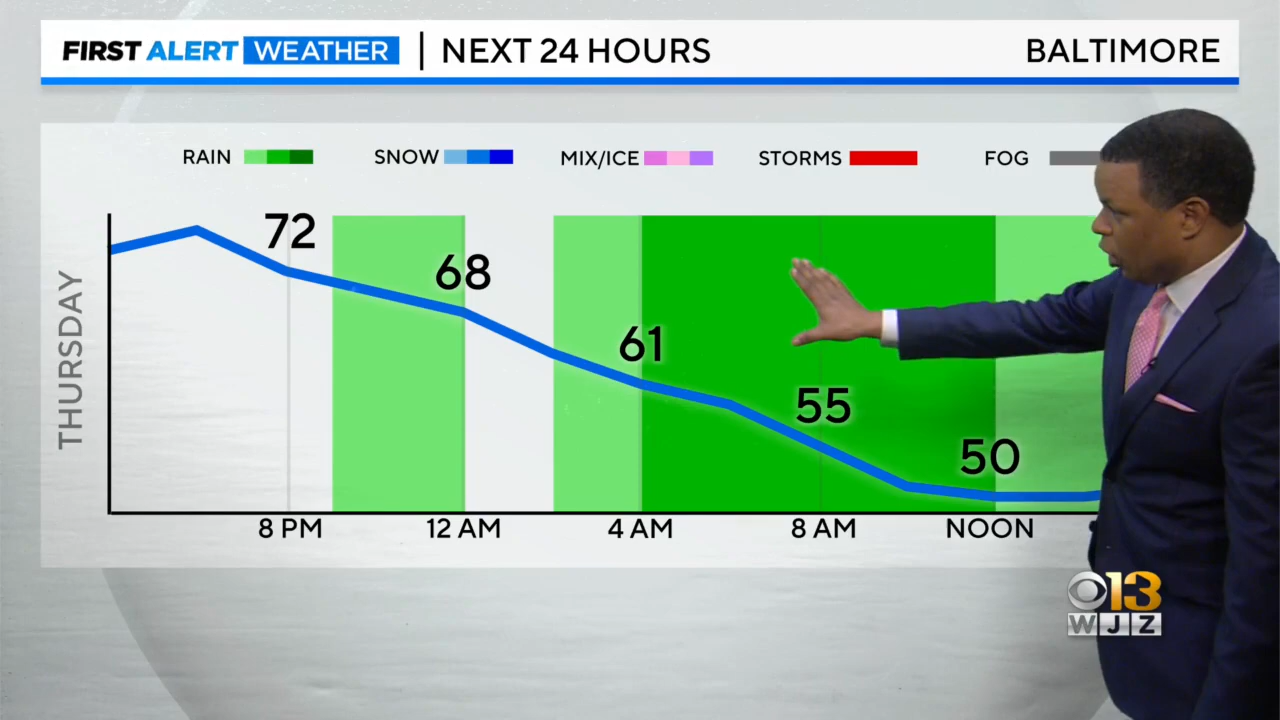 FIRST ALERT WEATHER | NEXT 24 HOURS BALTIMORE
RAIN SNOW MIX/ICE STORMS FOG
THURSDAY
72
68
61
55
50
8 PM 12 AM 4 AM 8 AM NOON
13
WJZ